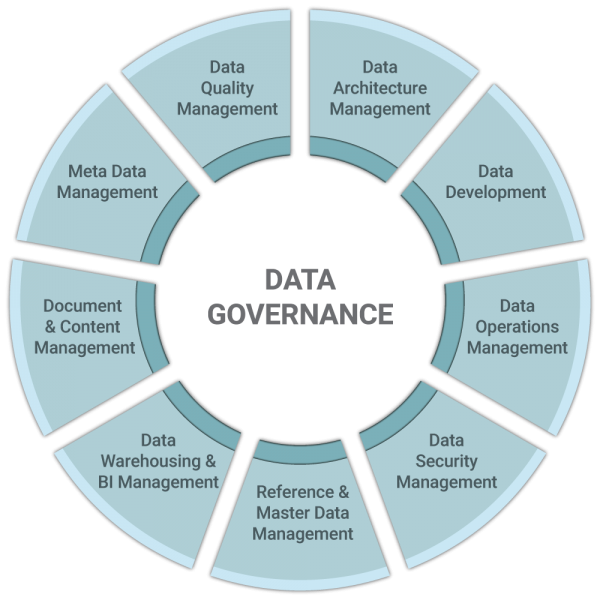 Data
Quality
Management
Data
Architecture
Management
Meta Data
Management
Data
Development
DATA
GOVERNANCE
Document
& Content
Management
Data
Operations
Management
Data
Warehousing &
BI Management
Data
Security
Management
Reference &
Master Data
Management